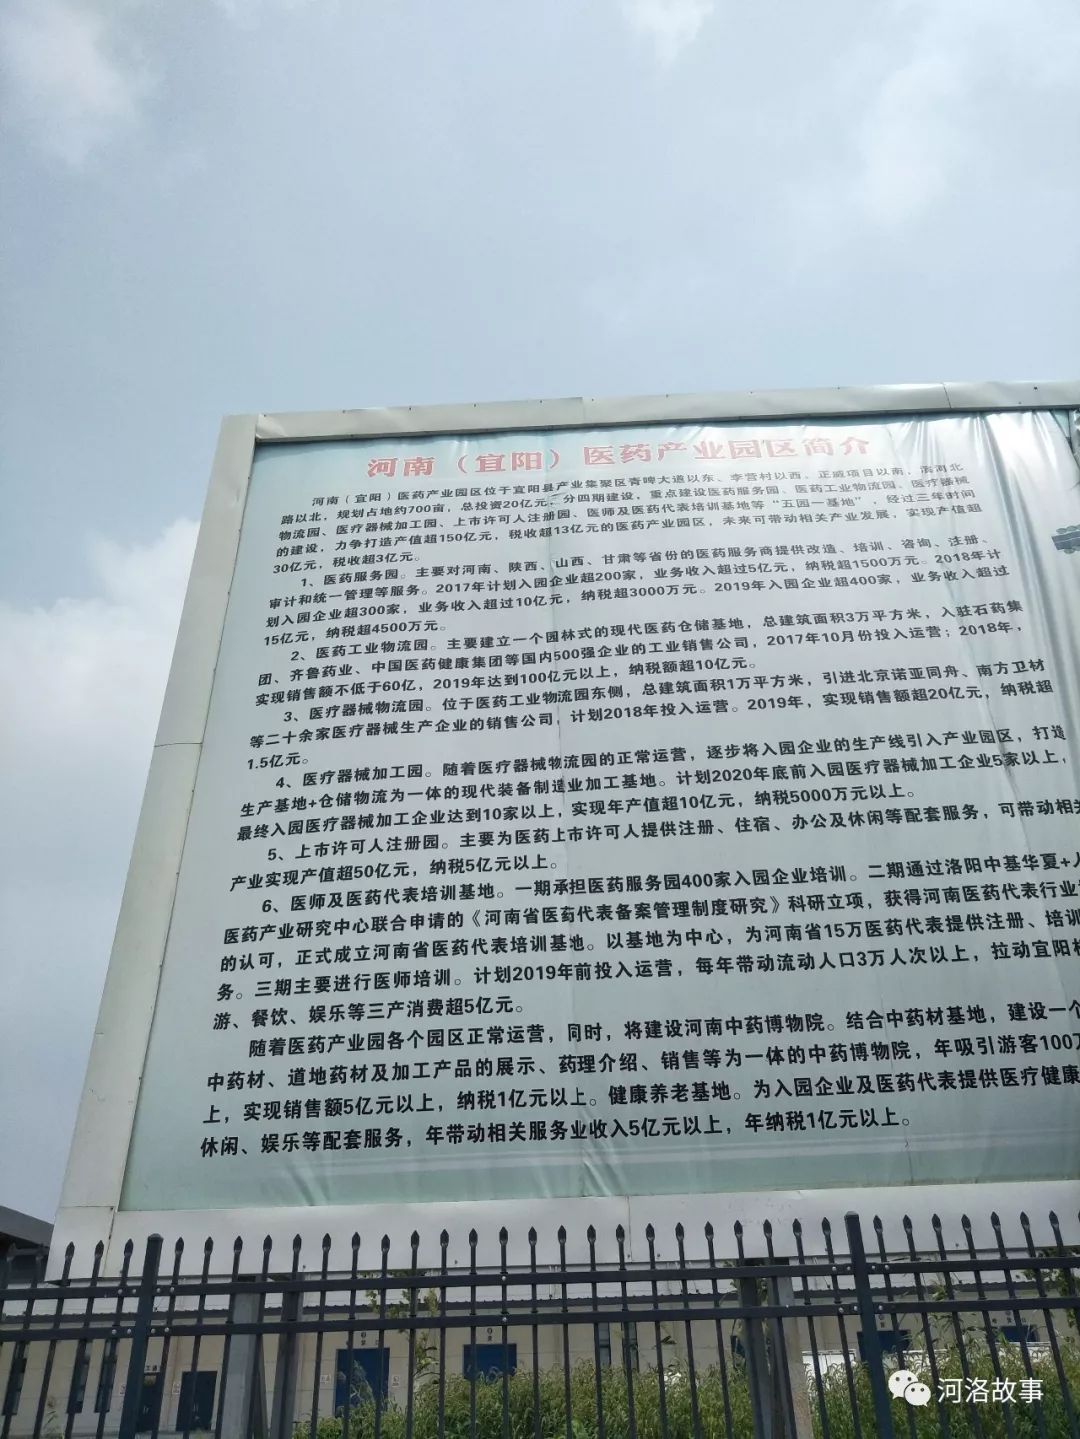 河南（宜阳）医药产业园区简介
河南（宜阳）医药产业园区位于宜阳县产业集聚区青啤大道以东、李营村以西、正威项目以南、滨河北
路以北，规划占地约700亩，总投资20亿元，分四期建设，重点建设医药服务园、医药工业物流园、医疗器械
物流园、医疗器械加工园、上市许可人注册园、医师及医药代表培训基地等“五园一基地”，经过三年时间
的建设，力争打造产值超150亿元，税收超13亿元的医药产业园区，未来可带动相关产业发展，实现产值超
30亿元，税收超3亿元。
1、医药服务园。主要对河南、陕西、山西、甘肃等省份的医药服务商提供改造、培训、咨询、注册、
审计和统一管理等服务。2017年计划入园企业超200家，业务收入超过5亿元，纳税超1500万元。2018年计
划入园企业超300家，业务收入超过10亿元，纳税超3000万元。2019年入园企业超400家，业务收入超过
15亿元，纳税超4500万元。
2、医药工业物流园。主要建立一个园林式的现代医药仓储基地，总建筑面积3万平方米，入驻石药集
团、齐鲁药业、中国医药健康集团等国内500强企业的工业销售公司，2017年10月份投入运营；2018年，
实现销售额不低于60亿，2019年达到100亿元以上，纳税额超10亿元。
3、医疗器械物流园。位于医药工业物流园东侧，总建筑面积1万平方米，引进北京诺亚同舟、南方卫材
等二十余家医疗器械生产企业的销售公司，计划2018年投入运营。2019年，实现销售额超20亿元，纳税超
1.5亿元。
4、医疗器械加工园。随着医疗器械物流园的正常运营，逐步将入园企业的生产线引入产业园区，打造
生产基地+仓储物流为一体的现代装备制造业加工基地。计划2020年底前入园医疗器械加工企业5家以上，
最终入园医疗器械加工企业达到10家以上，实现年产值超10亿元，纳税5000万元以上。
5、上市许可人注册园。主要为医药上市许可人提供注册、住宿、办公及休闲等配套服务，可带动相关
产业实现产值超50亿元，纳税5亿元以上。
6、医师及医药代表培训基地。一期承担医药服务园400家入园企业培训。二期通过洛阳中基华夏+人
医药产业研究中心联合申请的《河南省医药代表备案管理制度研究》科研立项，获得河南医药代表行业
的认可，正式成立河南省医药代表培训基地。以基地为中心，为河南省15万医药代表提供注册、培训
务。三期主要进行医师培训。计划2019年前投入运营，每年带动流动人口3万人次以上，拉动宜阳
游、餐饮、娱乐等三产消费超5亿元。
随着医药产业园各个园区正常运营，同时，将建设河南中药博物院。结合中药材基地，建设一个
中药材、道地药材及加工产品的展示、药理介绍、销售等为一体的中药博物院，年吸引游客100万
上，实现销售额5亿元以上，纳税1亿元以上。健康养老基地。为入园企业及医药代表提供医疗健康
休闲、娱乐等配套服务，年带动相关服务业收入5亿元以上，年纳税1亿元以上。
河洛故事